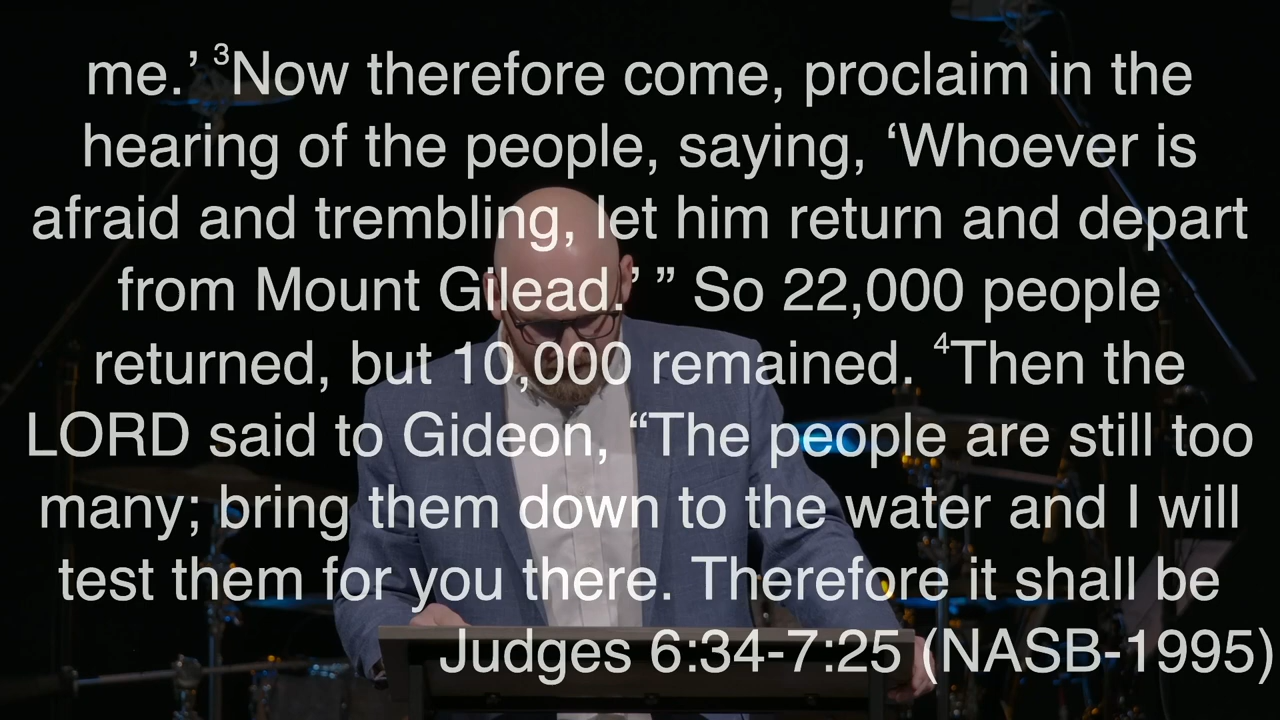 me.’ ³Now therefore come, proclaim in the
hearing of the people, saying, ‘Whoever is
afraid and trembling, let him return and depart
from Mount Gilead.’ ” So 22,000 people
returned, but 10,000 remained. ⁴Then the
LORD said to Gideon, “The people are still too
many; bring them down to the water and I will
test them for you there. Therefore it shall be
Judges 6:34-7:25 (NASB-1995)